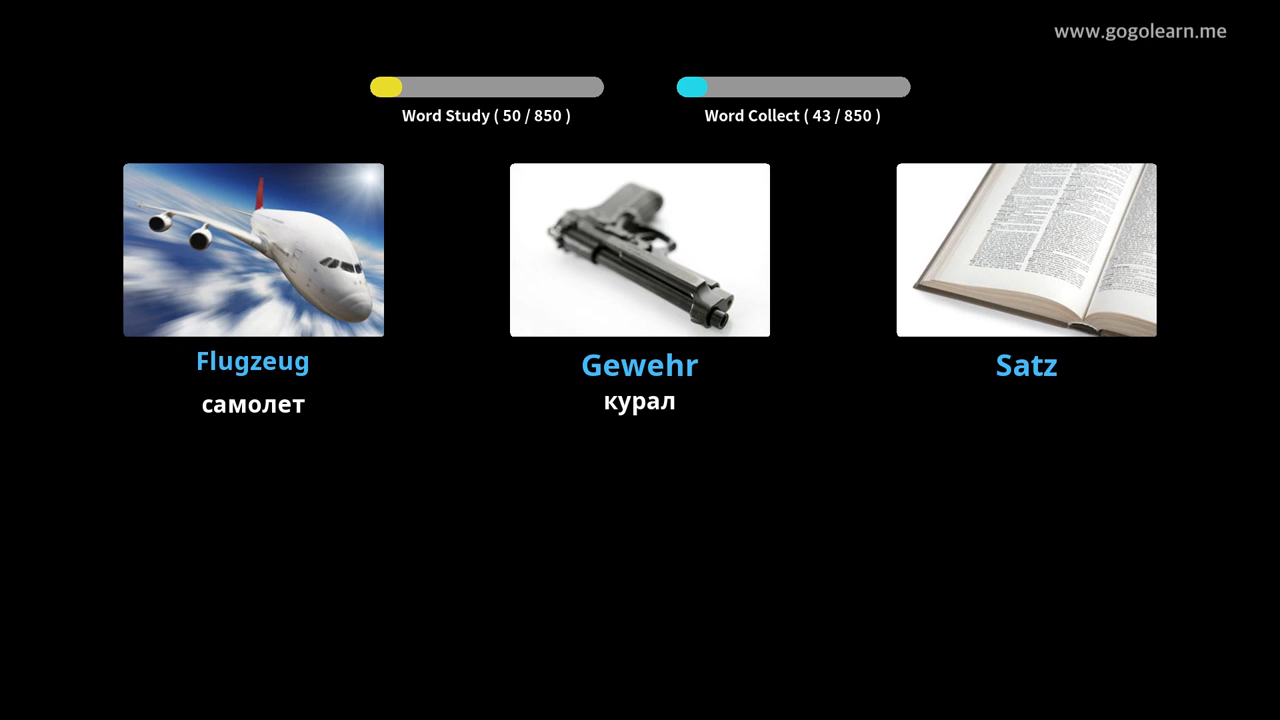 www.gogolearn.me
Word Study ( 50 / 850 )
Word Collect ( 43 / 850 )
Flugzeug
самолет
Gewehr
курал
Satz